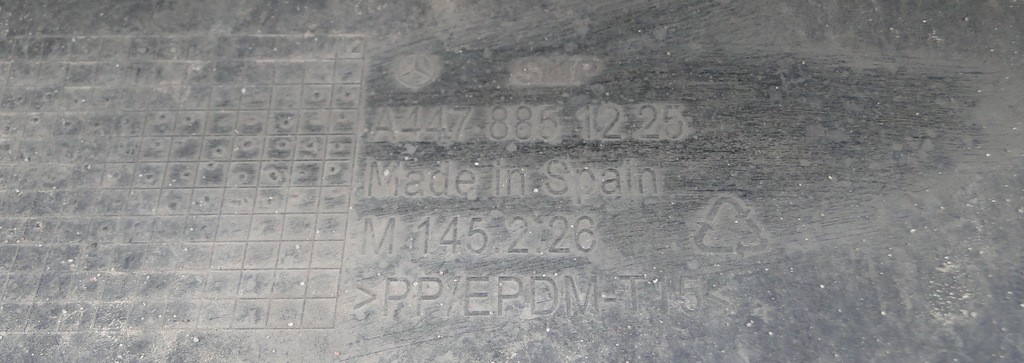 A447 885 12 25
Made in Spain
M 145.2.26
>PP/EPDM-T15<